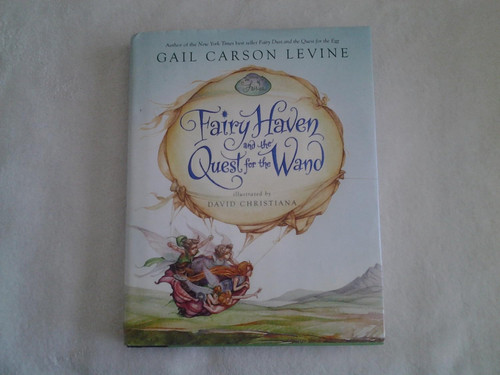 Author of the New York Times best seller Fairy Dust and the Quest for the Egg
GAIL CARSON LEVINE
Fairy Haven
and the
Quest for the Wand
illustrated by
DAVID CHRISTIANA